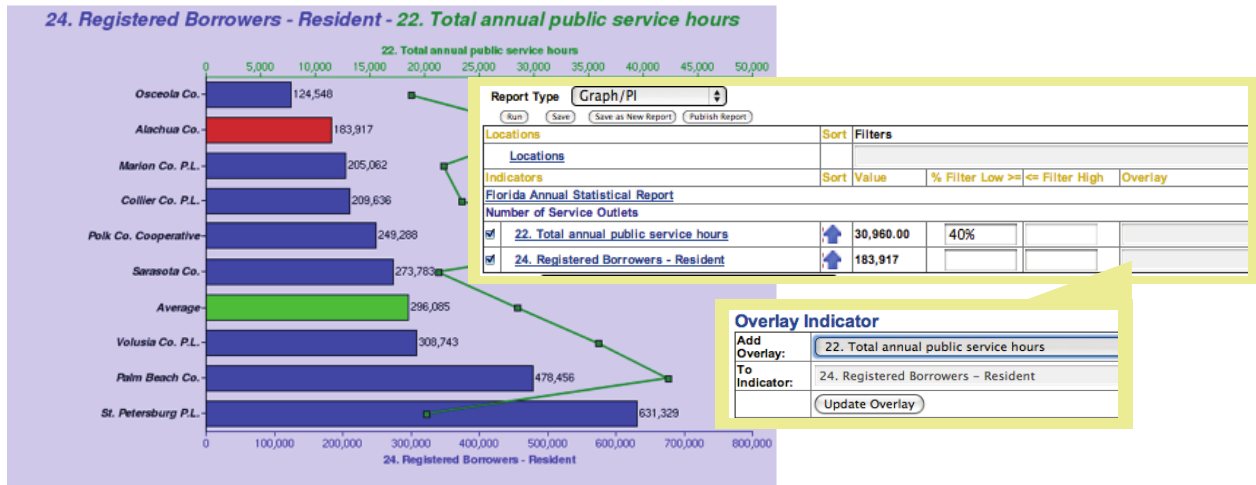 24. Registered Borrowers - Resident - 22. Total annual public service hours
22. Total annual public service hours
0 5,000 10,000 15,000 20,000 25,000 30,000 35,000 40,000 45,000 50,000
Osceola Co. 124,548
Alachua Co. 183,917
Marion Co. P.L. 205,062
Collier Co. P.L. 209,636
Polk Co. Cooperative 249,288
Sarasota Co. 273,783
Average 296,085
Volusia Co. P.L. 308,743
Palm Beach Co. 478,456
St. Petersburg P.L. 631,329
0 100,000 200,000 300,000 400,000 500,000 600,000 700,000 800,000
24. Registered Borrowers - Resident
Report Type Graph/PI
Run Save Save as New Report Publish Report
Locations Sort Filters
Locations
Indicators Sort Value % Filter Low >= <= Filter High Overlay
Florida Annual Statistical Report
Number of Service Outlets
22. Total annual public service hours 30,960.00 40%
24. Registered Borrowers - Resident 183,917
Overlay Indicator
Add
Overlay: 22. Total annual public service hours
To
Indicator: 24. Registered Borrowers – Resident
Update Overlay